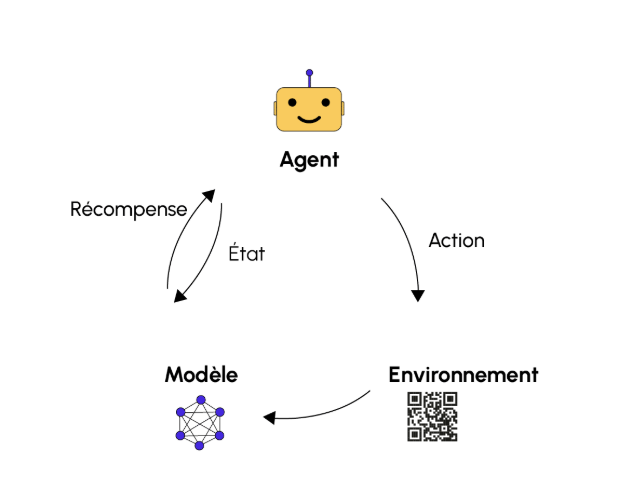 Agent
Récompense
État
Action
Modèle
Environnement